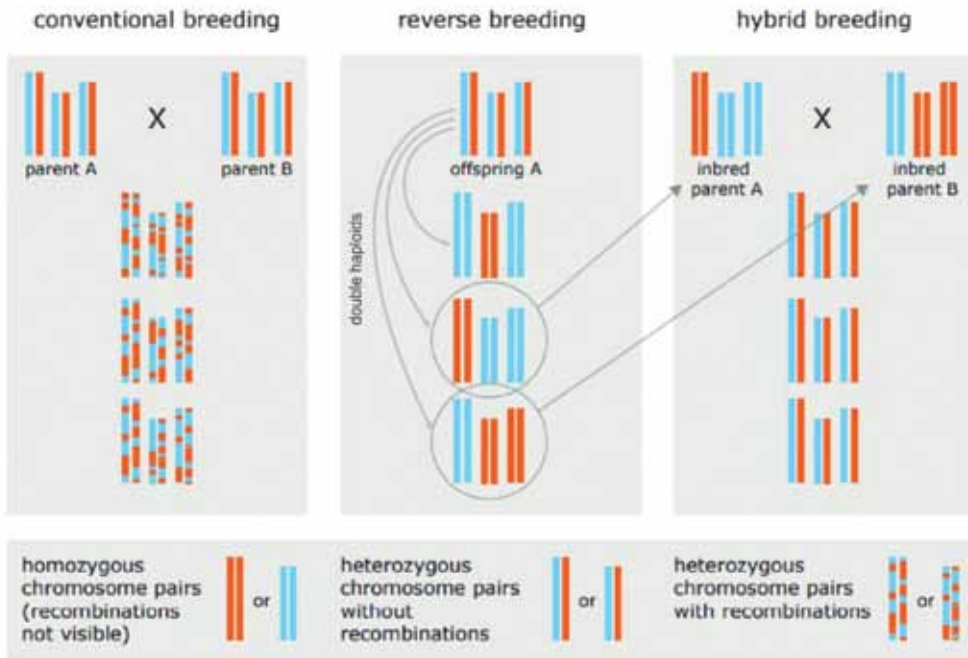 conventional breeding
reverse breeding
hybrid breeding
X
parent A
parent B
offspring A
double haploids
X
inbred
parent A
inbred
parent B
homozygous
chromosome pairs
(recombinations
not visible)
or
heterozygous
chromosome pairs
without
recombinations
or
heterozygous
chromosome pairs
with recombinations
or